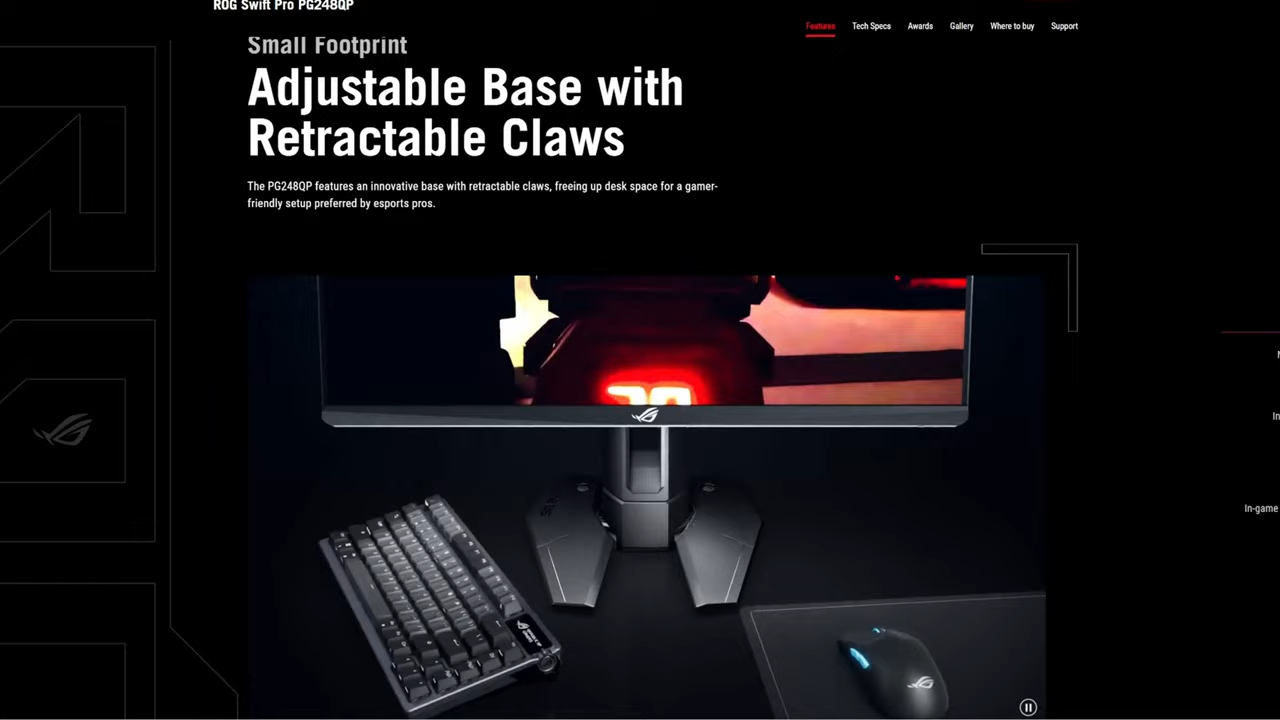 ROG Swift Pro PG248QP
Features Tech Specs Awards Gallery Where to buy Support
Small Footprint
Adjustable Base with
Retractable Claws
The PG248QP features an innovative base with retractable claws, freeing up desk space for a gamer-
friendly setup preferred by esports pros.
In-game